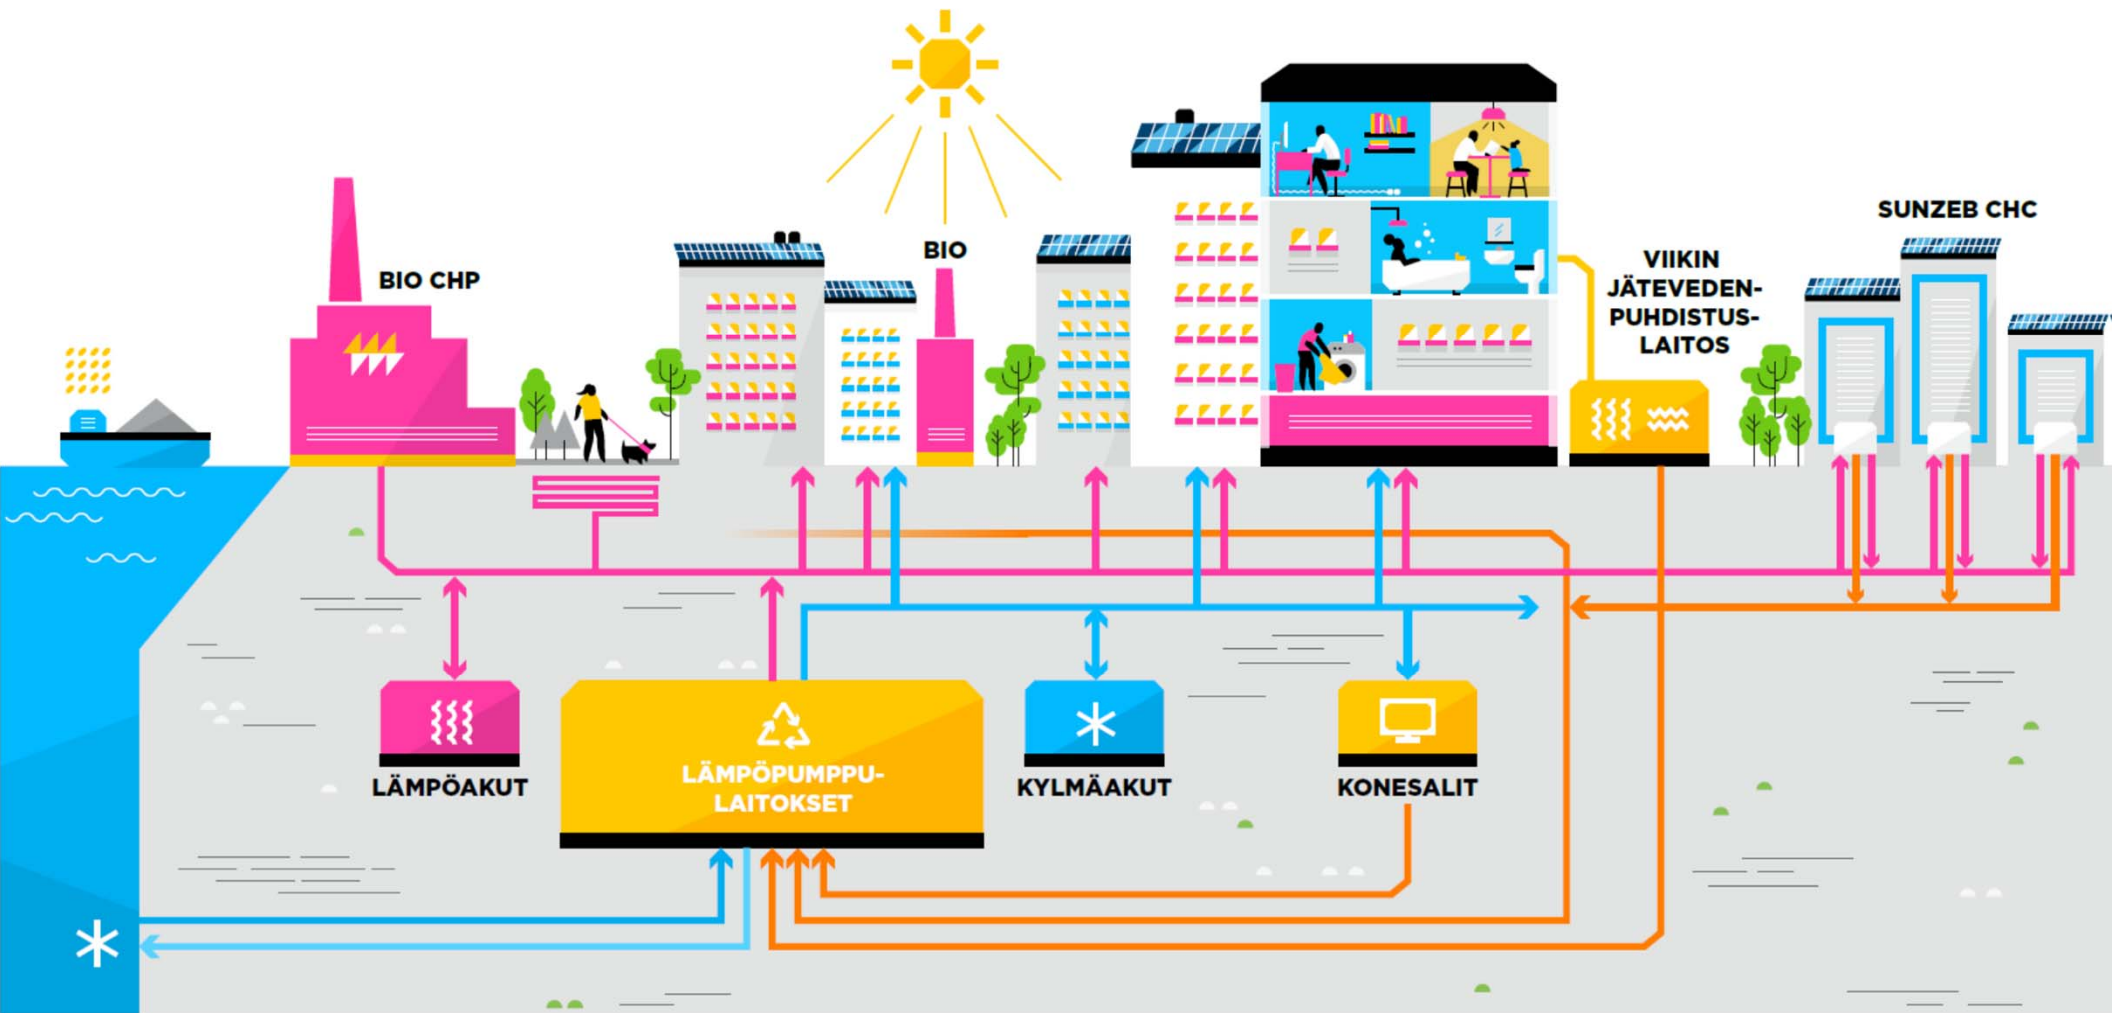 BIO CHP
BIO
VIIKIN
JÄTEVEDEN-
PUHDISTUS-
LAITOS
SUNZEB CHC
LÄMPÖAKUT
LÄMPÖPUMPPU-
LAITOKSET
KYLMÄAKUT
KONESALIT